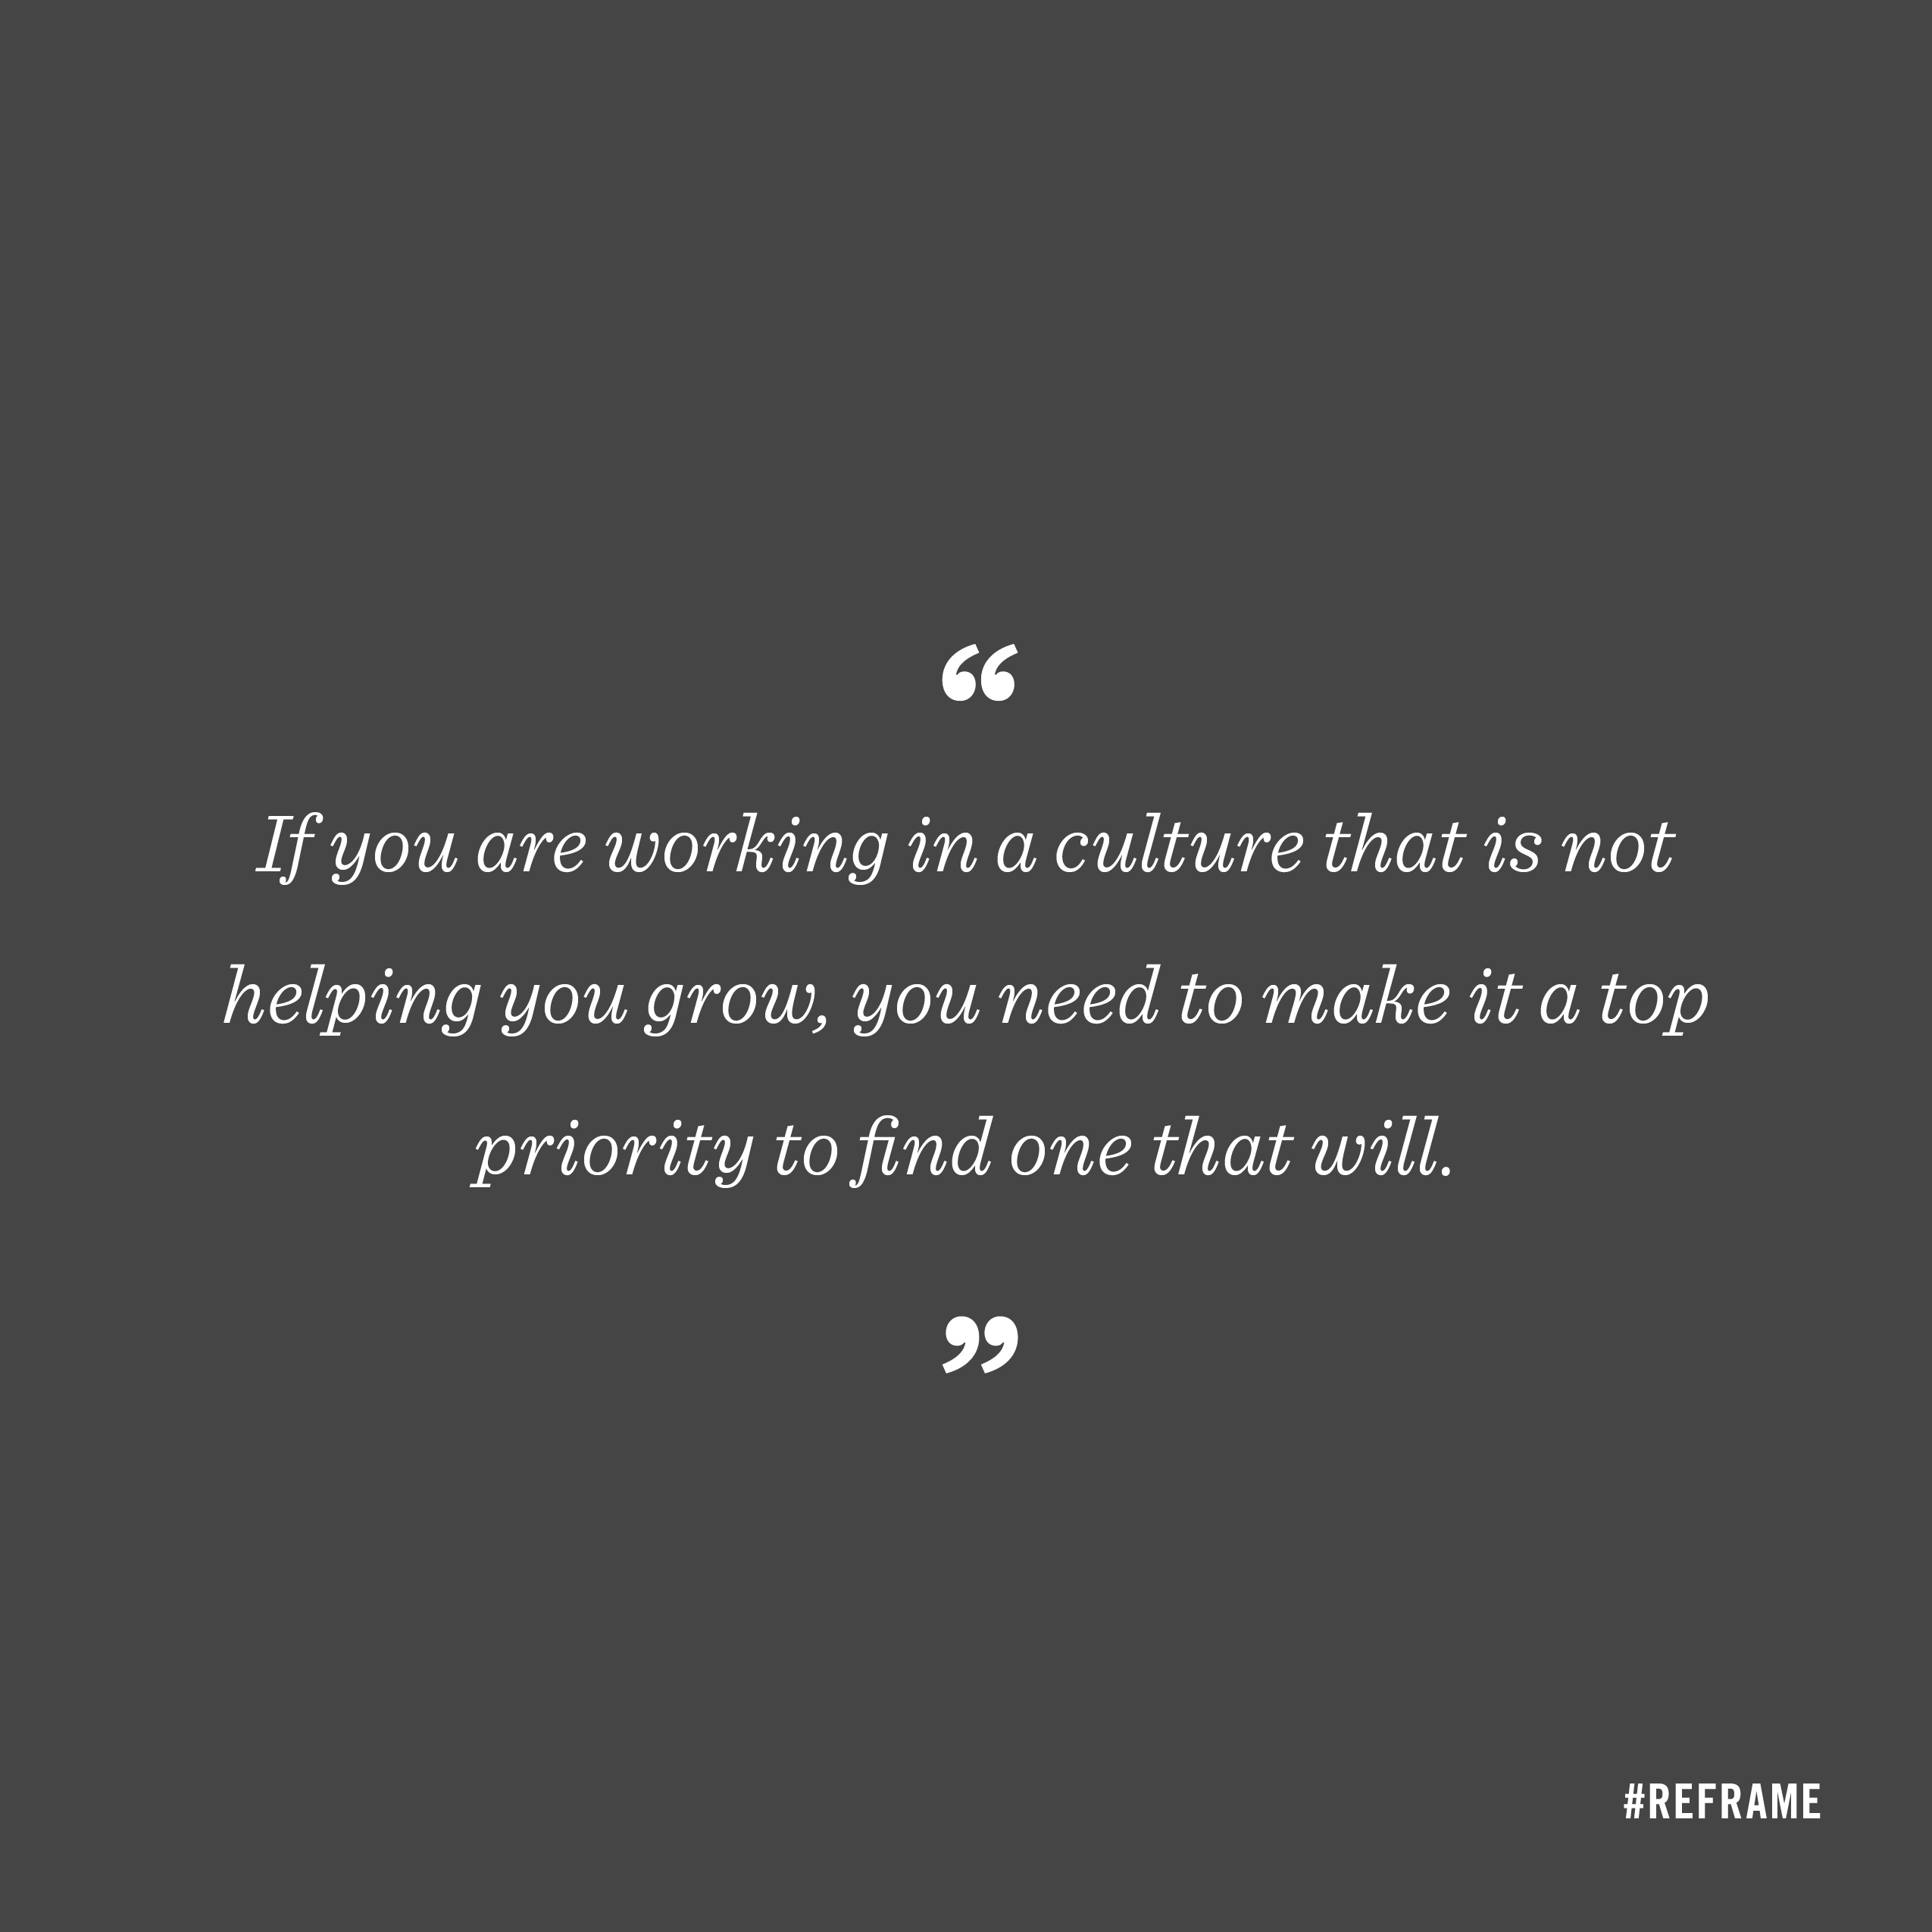 “
If you are working in a culture that is not
helping you grow, you need to make it a top
priority to find one that will.
”
#REFRAME